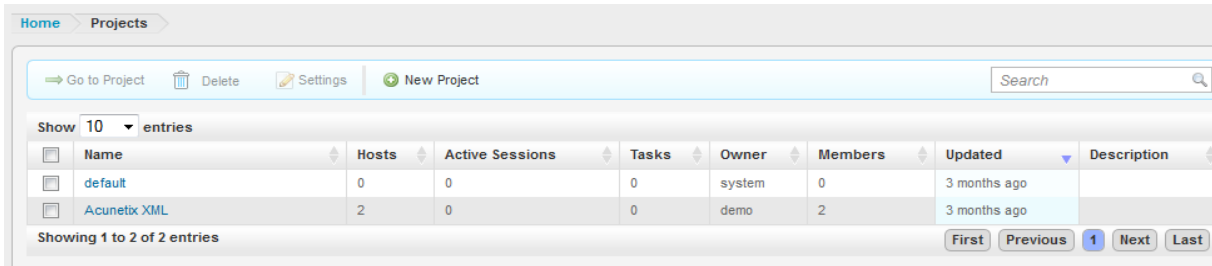 Home Projects
Go to Project Delete Settings New Project Search
Show 10 entries
Name Hosts Active Sessions Tasks Owner Members Updated Description
default 0 0 0 system 0 3 months ago
Acunetix XML 2 0 0 demo 2 3 months ago
Showing 1 to 2 of 2 entries First Previous 1 Next Last